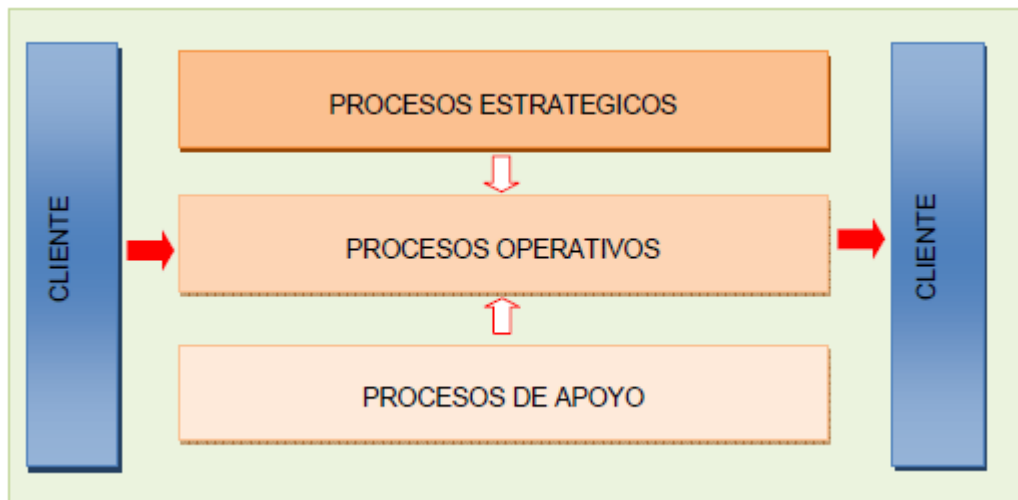 CLIENTE
PROCESOS ESTRATEGICOS
PROCESOS OPERATIVOS
PROCESOS DE APOYO
CLIENTE